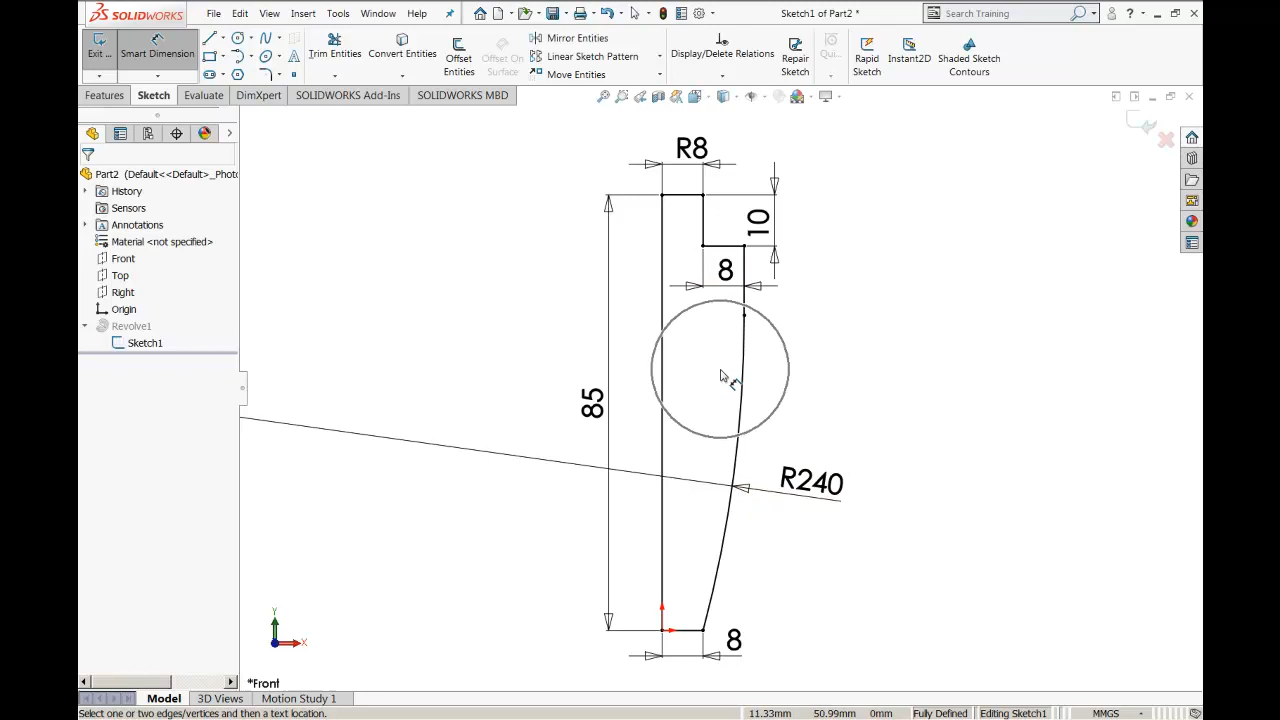 SOLIDWORKS
File Edit View Insert Tools Window Help
Sketch1 of Part2 *
Search Training
Exit ...
Smart Dimension
Trim Entities
Convert Entities
Offset Entities
Offset On Surface
Mirror Entities
Linear Sketch Pattern
Move Entities
Display/Delete Relations
Qui...
Repair Sketch
Rapid Sketch
Instant2D
Shaded Sketch Contours
Features Sketch Evaluate DimXpert SOLIDWORKS Add-Ins SOLIDWORKS MBD
Part2 (Default<<Default>_Phot
History
Sensors
Annotations
Material <not specified>
Front
Top
Right
Origin
Revolve1
Sketch1
R8
10
8
85
R240
8
Y
X
*Front
Model 3D Views Motion Study 1
Select one or two edges/vertices and then a text location.
11.33mm 50.99mm 0mm Fully Defined Editing Sketch1 MMGS